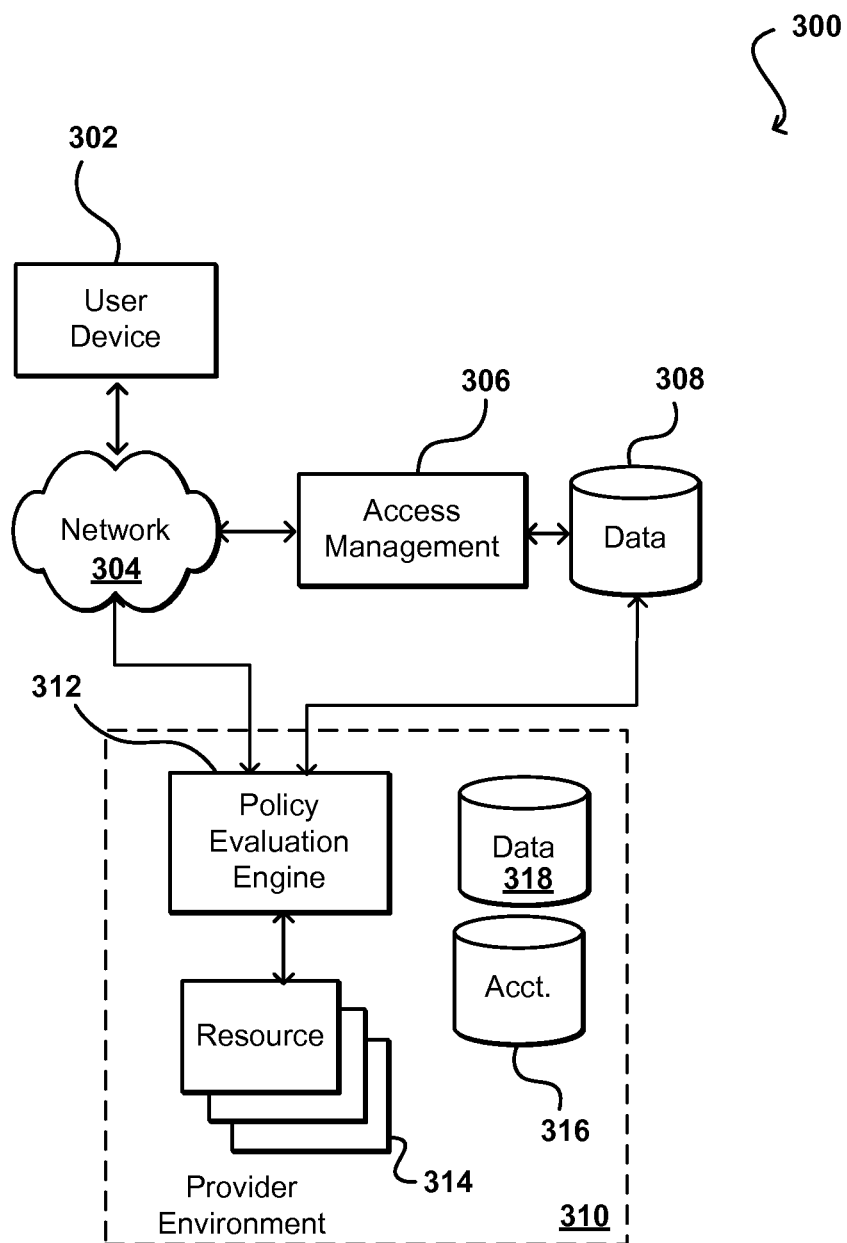 300
302
User
Device
306
308
Access
Management
Data
Network
304
312
Policy
Evaluation
Engine
Data
318
Acct.
Resource
316
314
Provider
Environment
310